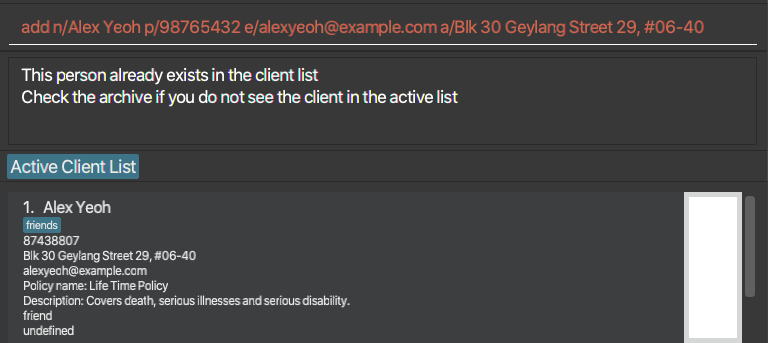 add n/Alex Yeoh p/98765432 e/alexyeoh@example.com a/Blk 30 Geylang Street 29, #06-40
This person already exists in the client list
Check the archive if you do not see the client in the active list
Active Client List
1. Alex Yeoh
friends
87438807
Blk 30 Geylang Street 29, #06-40
alexyeoh@example.com
Policy name: Life Time Policy
Description: Covers death, serious illnesses and serious disability.
friend
undefined